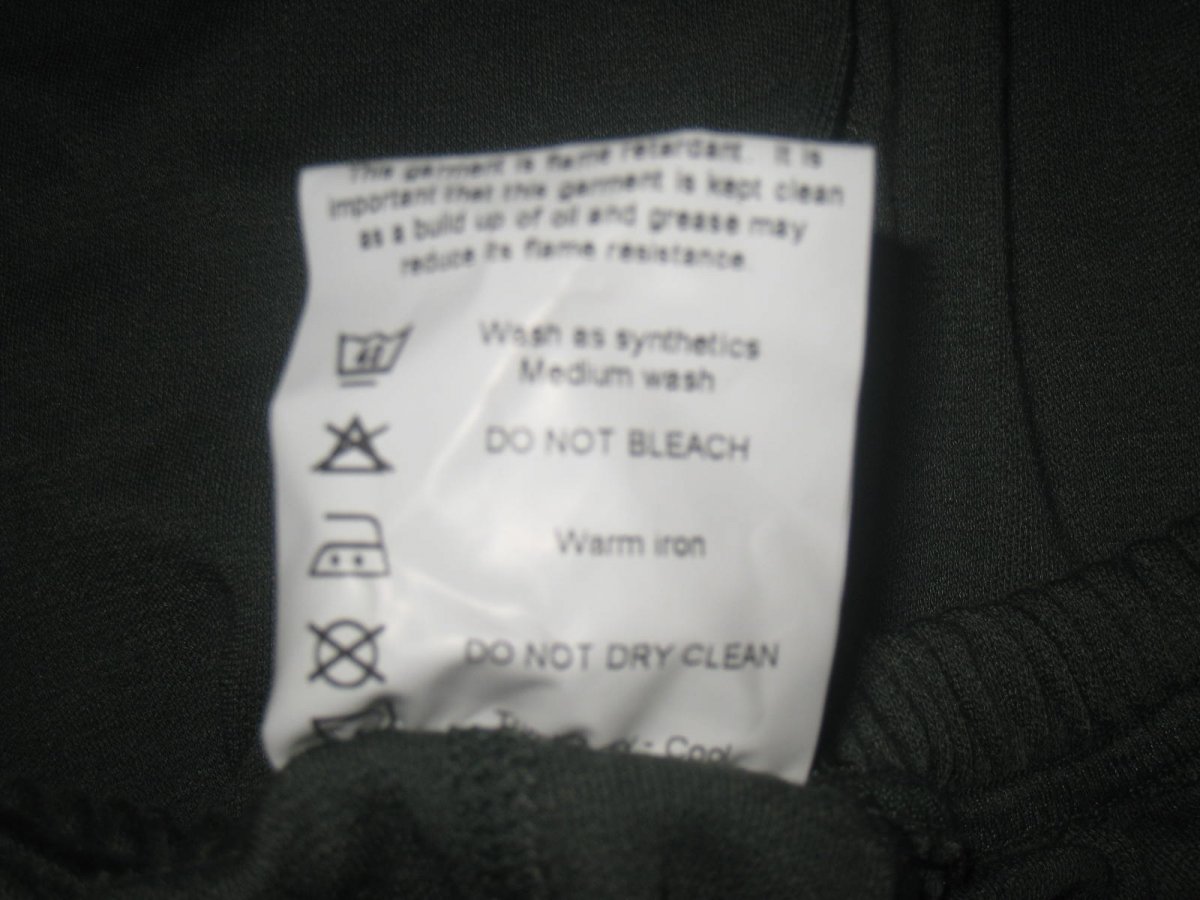 This garment is flame retardant. It is
important that this garment is kept clean
as a build up of oil and grease may
reduce its flame resistance.
Wash as synthetics
Medium wash
DO NOT BLEACH
Warm iron
DO NOT DRY CLEAN
Cool